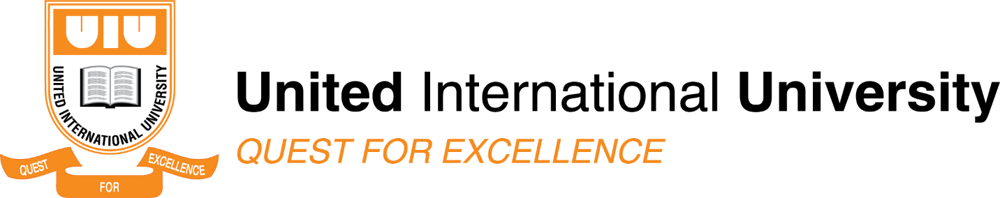 UIU
UNITED INTERNATIONAL UNIVERSITY
QUEST
FOR
EXCELLENCE
United International University
QUEST FOR EXCELLENCE